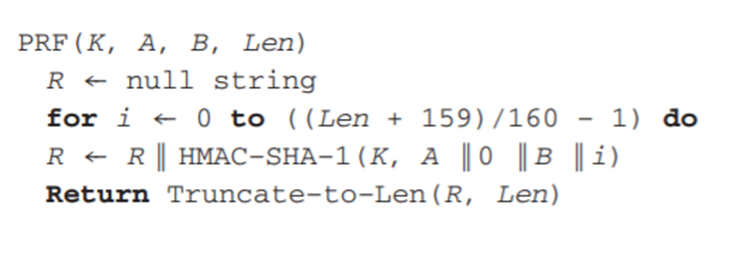 PRF(K, A, B, Len)
R ← null string
for i ← 0 to ((Len + 159)/160 − 1) do
R ← R ‖ HMAC−SHA−1(K, A ‖0 ‖B ‖i)
Return Truncate−to−Len(R, Len)